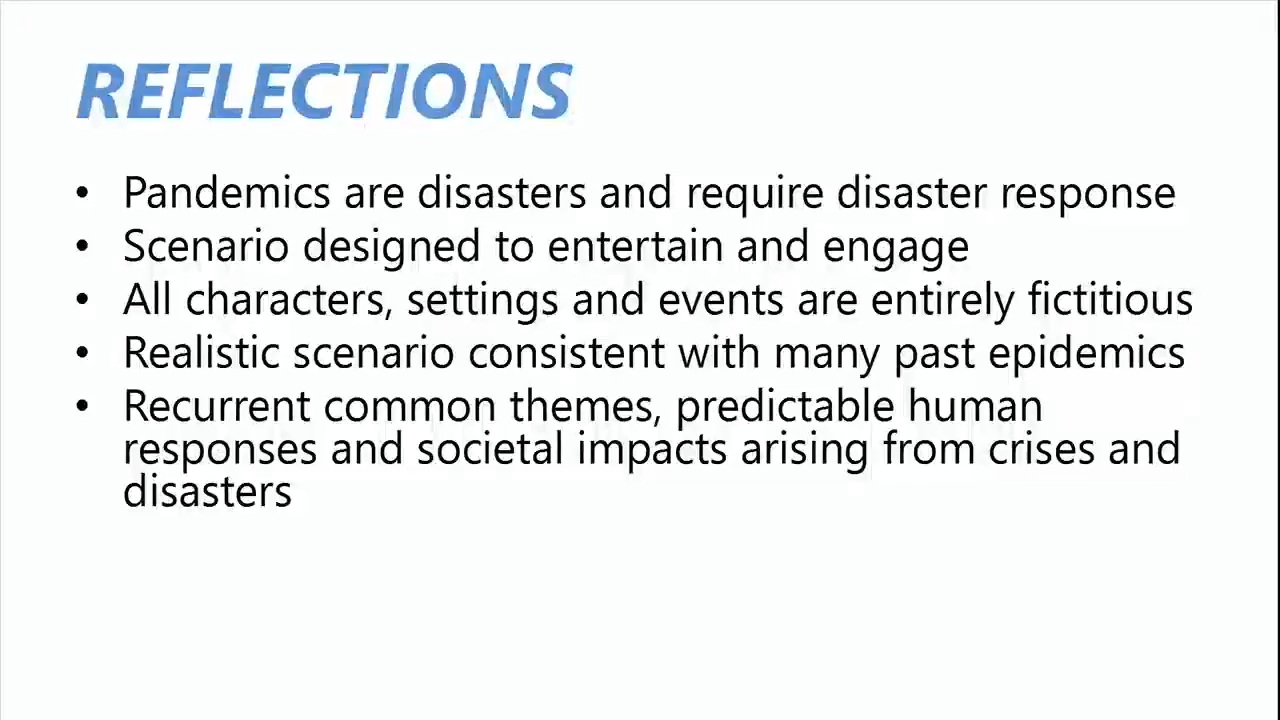 REFLECTIONS
• Pandemics are disasters and require disaster response
• Scenario designed to entertain and engage
• All characters, settings and events are entirely fictitious
• Realistic scenario consistent with many past epidemics
• Recurrent common themes, predictable human
responses and societal impacts arising from crises and
disasters